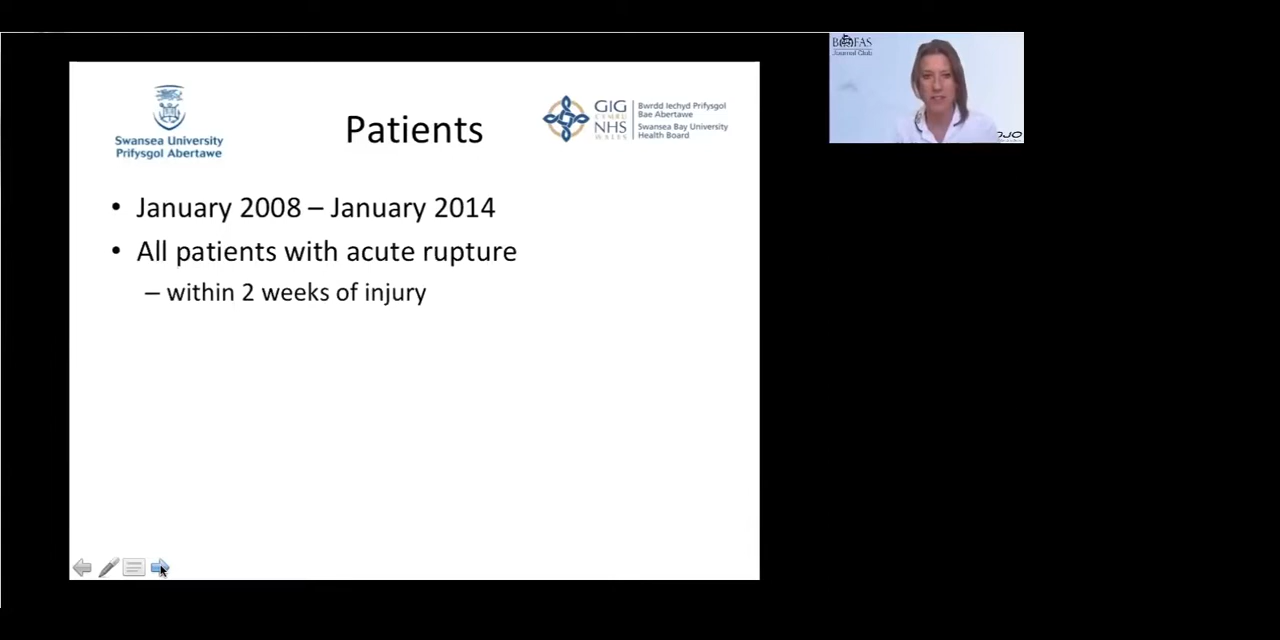 BOFAS
Journal Club
Swansea University
Prifysgol Abertawe
Patients
GIG
CYMRU
NHS
WALES
Bwrdd Iechyd Prifysgol
Bae Abertawe
Swansea Bay University
Health Board
• January 2008 – January 2014
• All patients with acute rupture
– within 2 weeks of injury